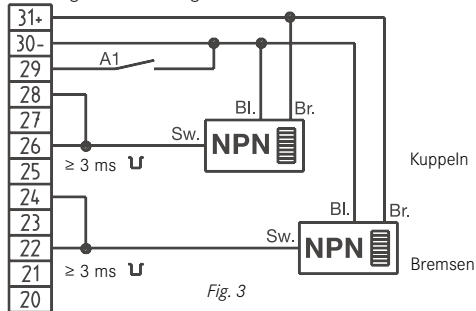 31+
30-
29 A1
28
27 Bl. Br.
26 Sw. NPN
25 ≥ 3 ms Kuppeln
24
23 Bl. Br.
22 Sw. NPN
21 ≥ 3 ms Bremsen
20 Fig. 3